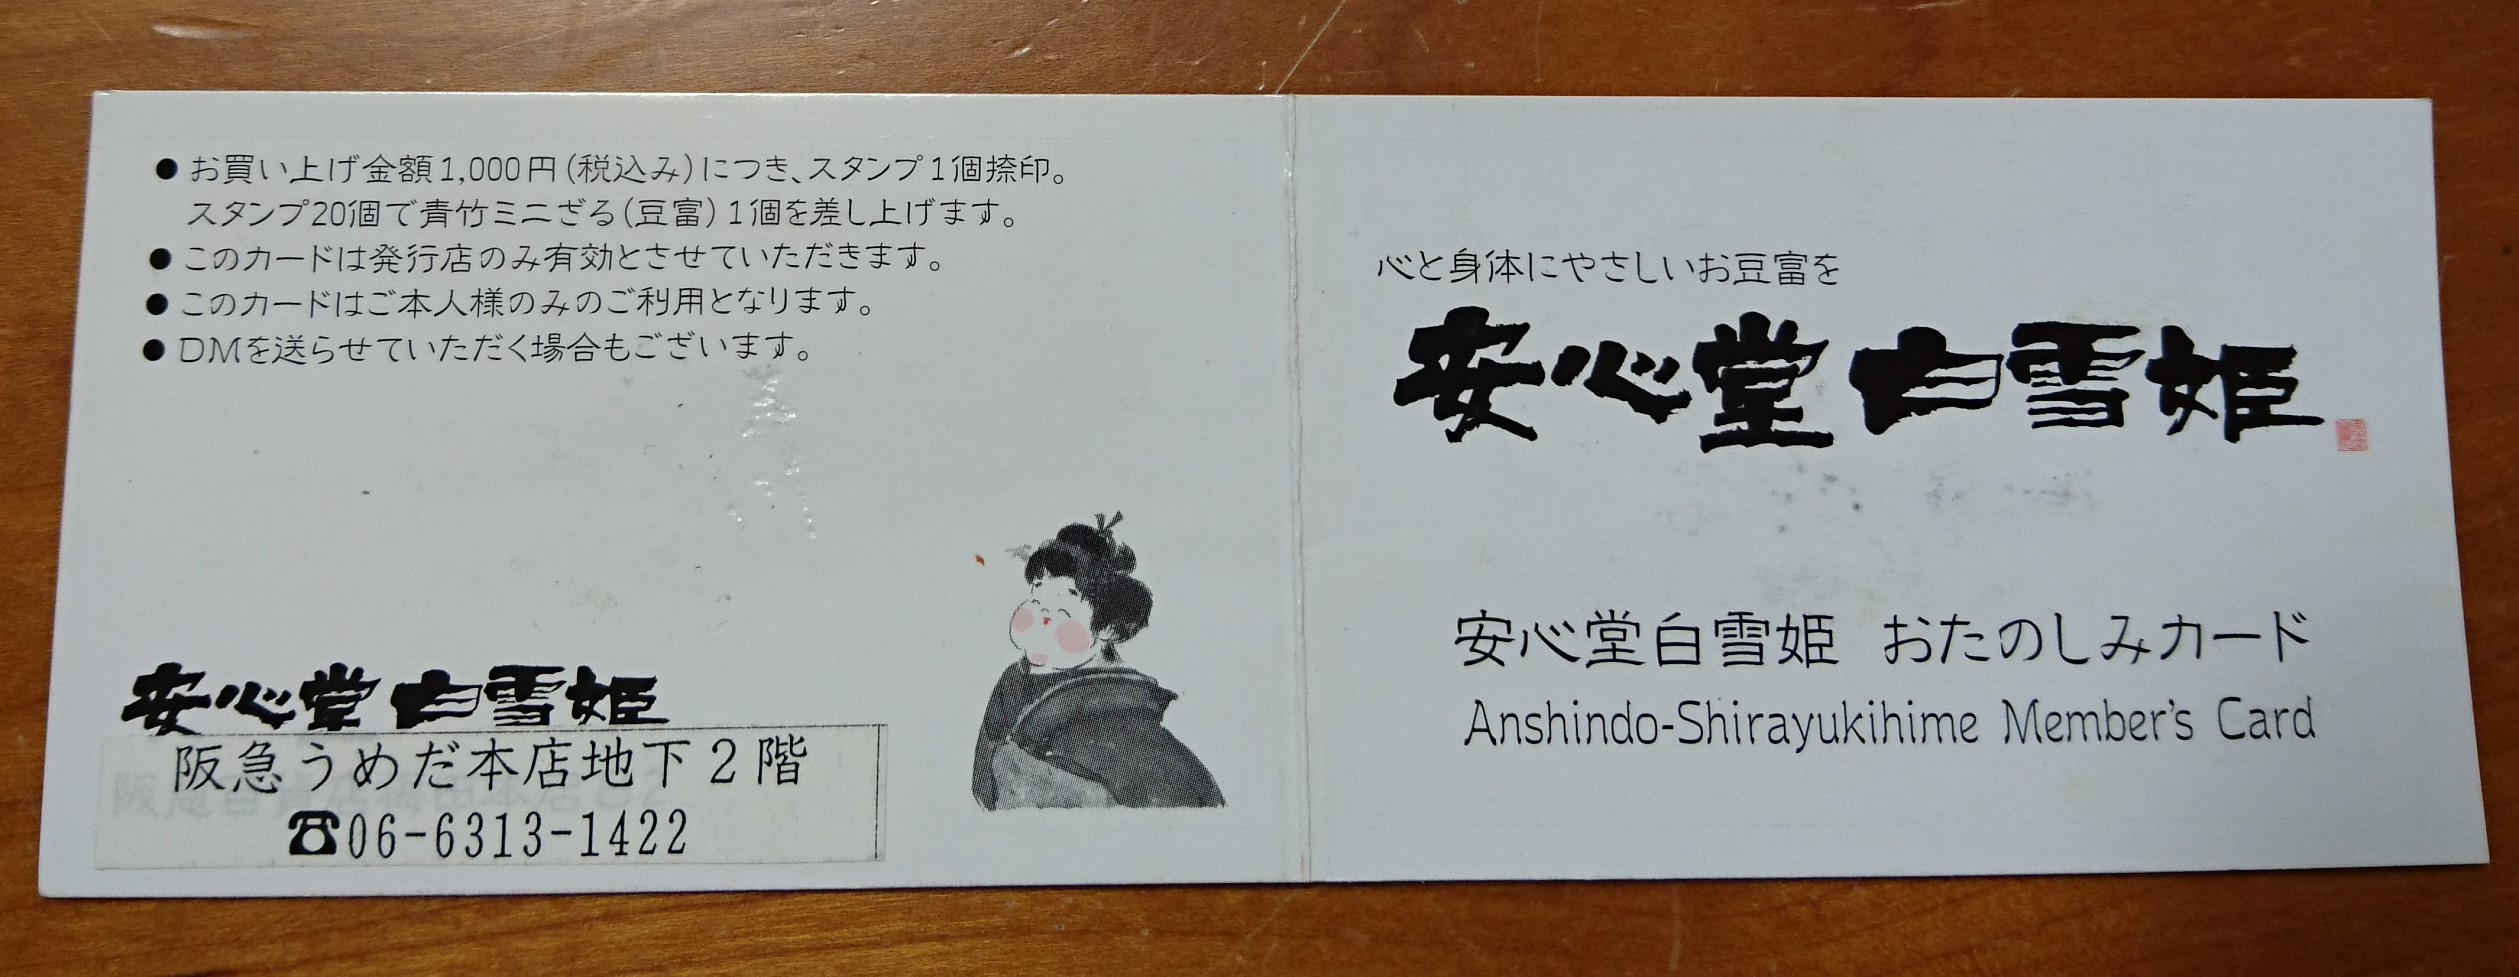 ● お買い上げ金額1,000円(税込み)につき、スタンプ1個捺印。
スタンプ20個で青竹ミニざる(豆富)1個を差し上げます。
● このカードは発行店のみ有効とさせていただきます。
● このカードはご本人様のみのご利用となります。
● DMを送らせていただく場合もございます。
安心堂白雪姫
阪急うめだ本店地下2階
☎06-6313-1422
心と身体にやさしいお豆富を
安心堂白雪姫
安心堂白雪姫 おたのしみカード
Anshindo-Shirayukihime Member's Card